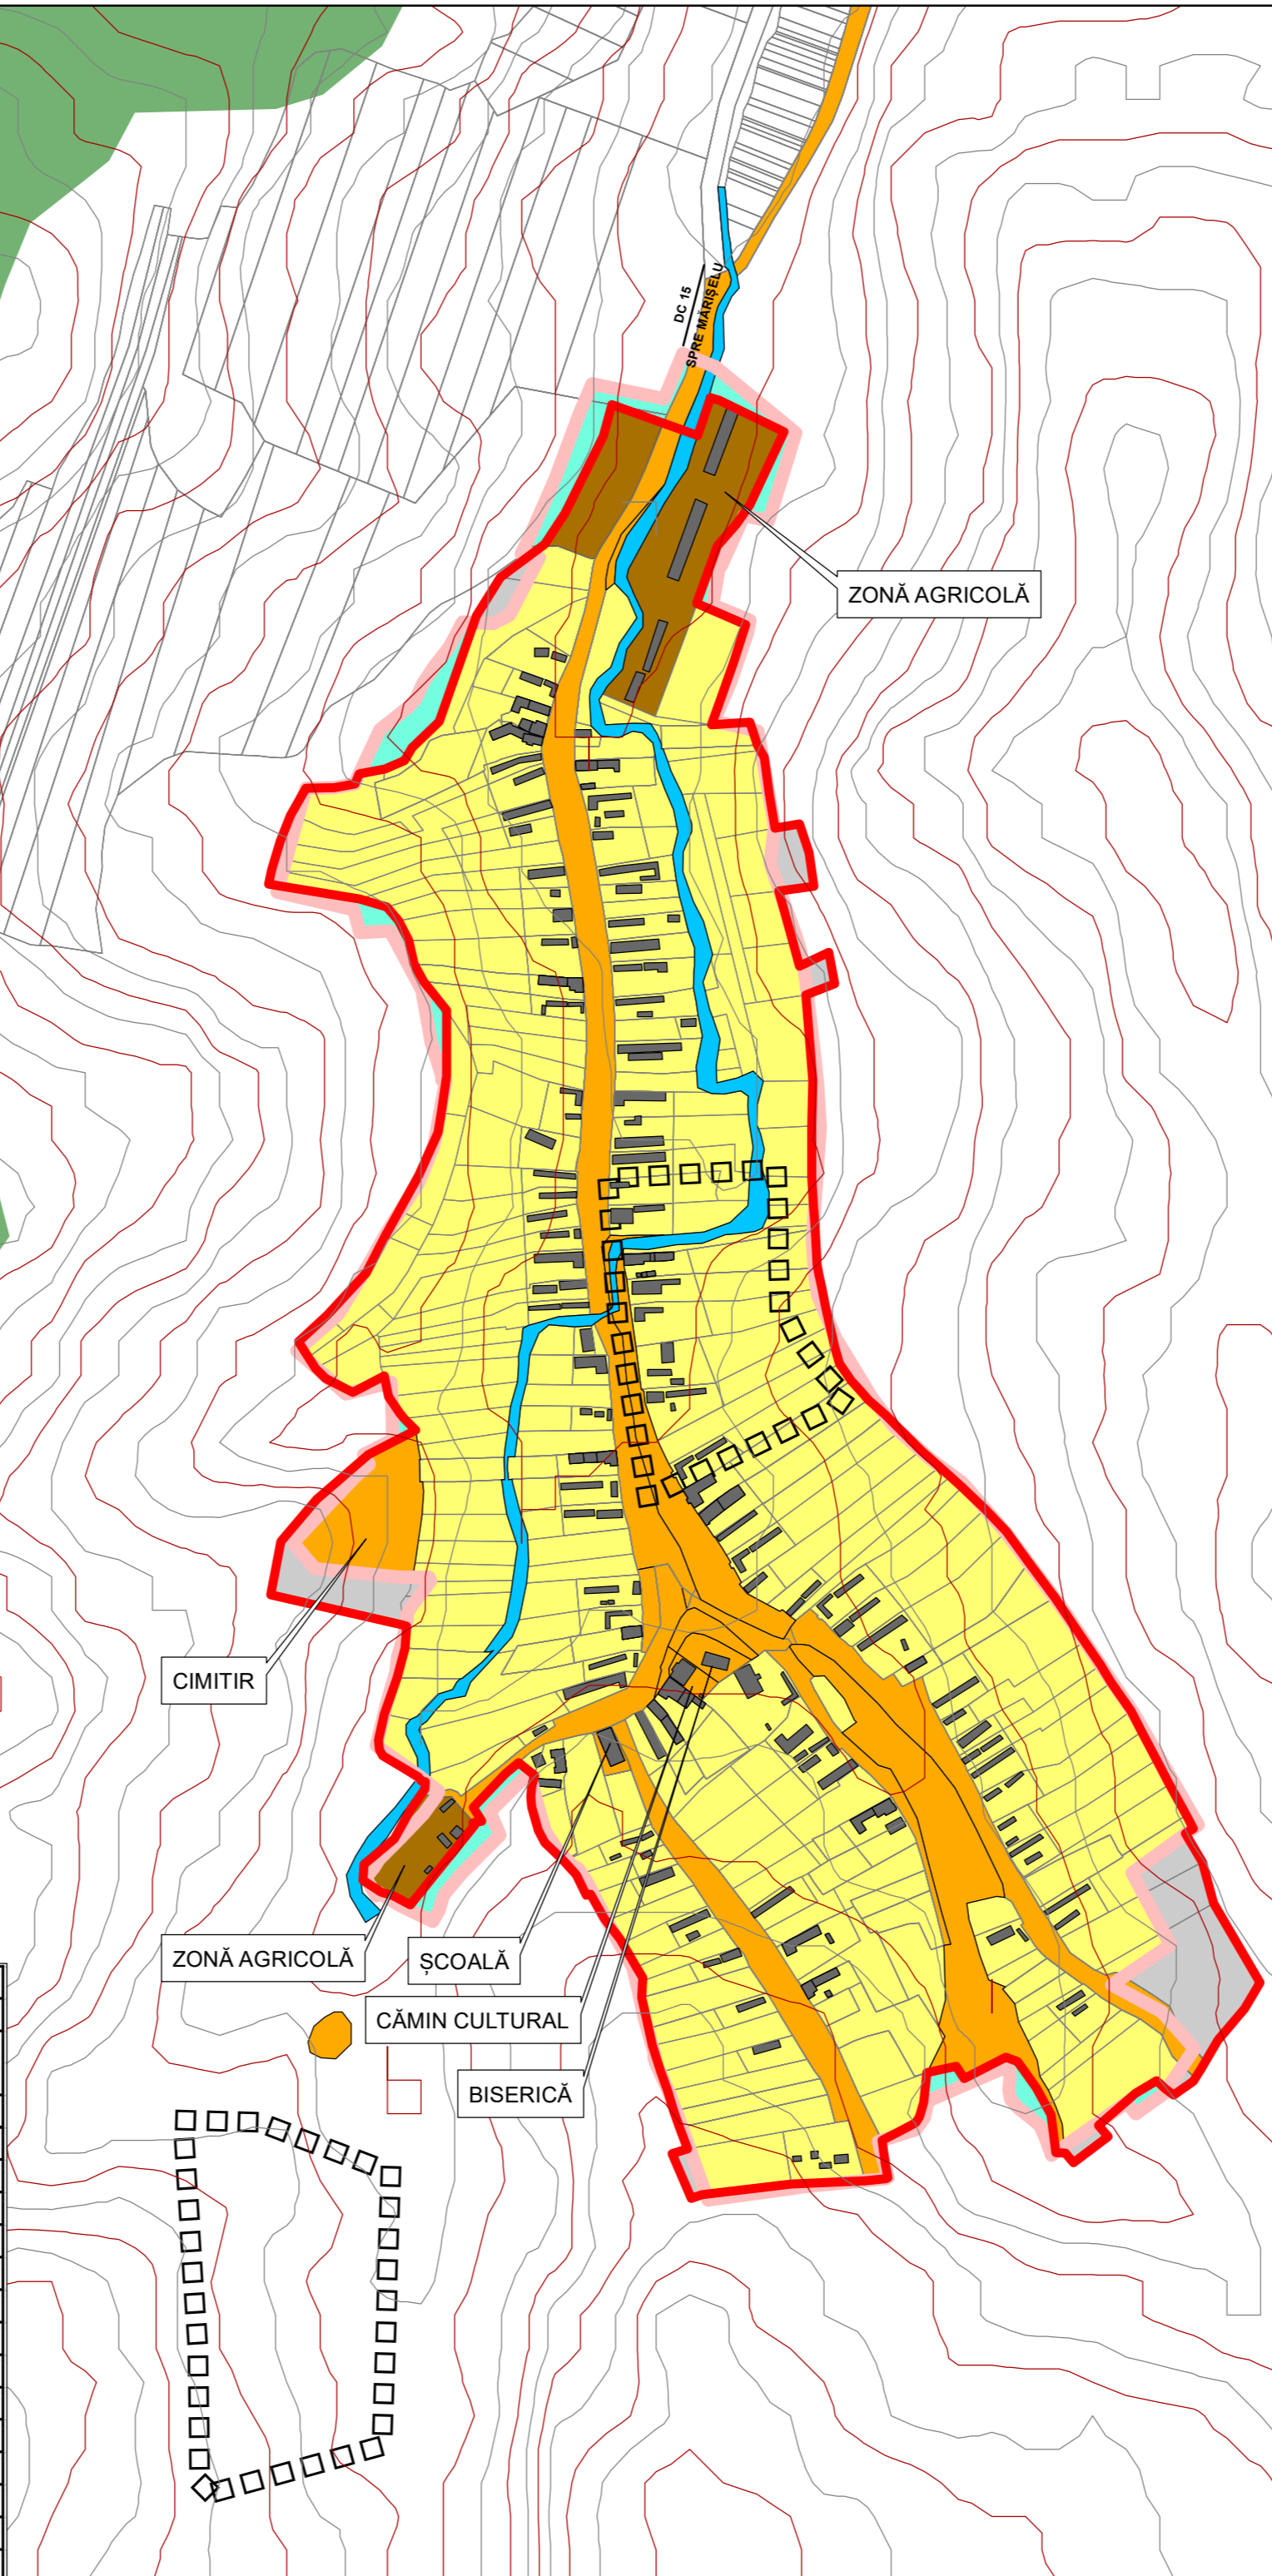 DC 15
SPRE MĂRIȘELU
ZONĂ AGRICOLĂ
CIMITIR
ZONĂ AGRICOLĂ
ȘCOALĂ
CĂMIN CULTURAL
BISERICĂ